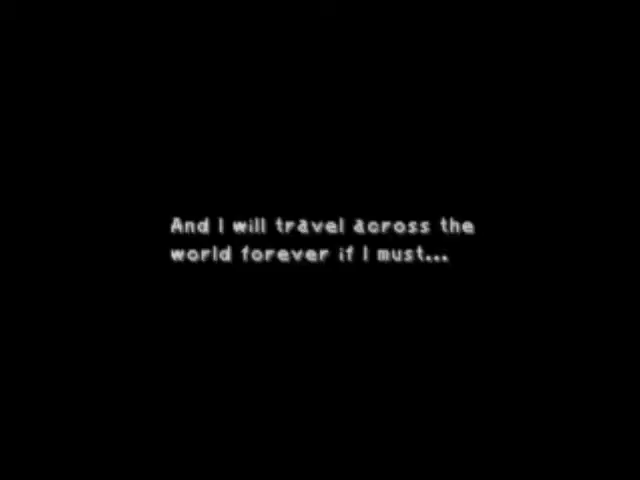 And I will travel across the
world forever if I must...